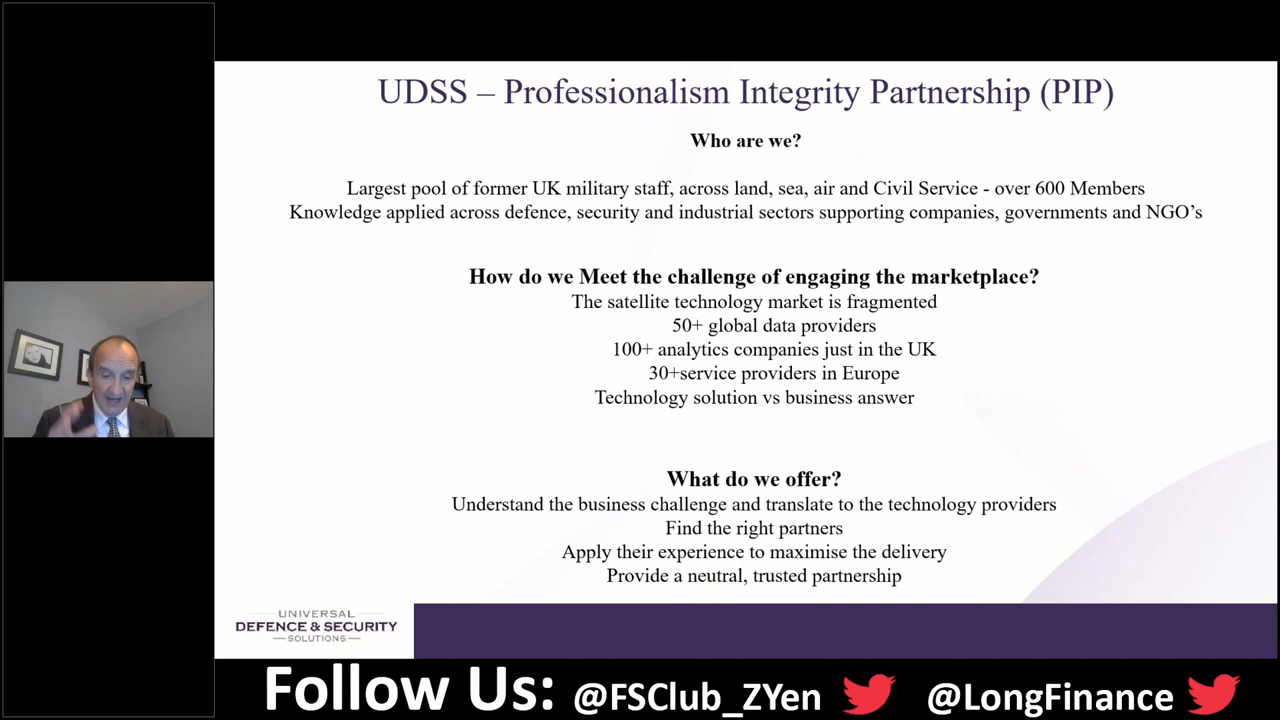 UDSS – Professionalism Integrity Partnership (PIP)
Who are we?
Largest pool of former UK military staff, across land, sea, air and Civil Service - over 600 Members
Knowledge applied across defence, security and industrial sectors supporting companies, governments and NGO’s
How do we Meet the challenge of engaging the marketplace?
The satellite technology market is fragmented
50+ global data providers
100+ analytics companies just in the UK
30+service providers in Europe
Technology solution vs business answer
What do we offer?
Understand the business challenge and translate to the technology providers
Find the right partners
Apply their experience to maximise the delivery
Provide a neutral, trusted partnership
UNIVERSAL
DEFENCE & SECURITY
SOLUTIONS
Follow Us: @FSClub_ZYen @LongFinance